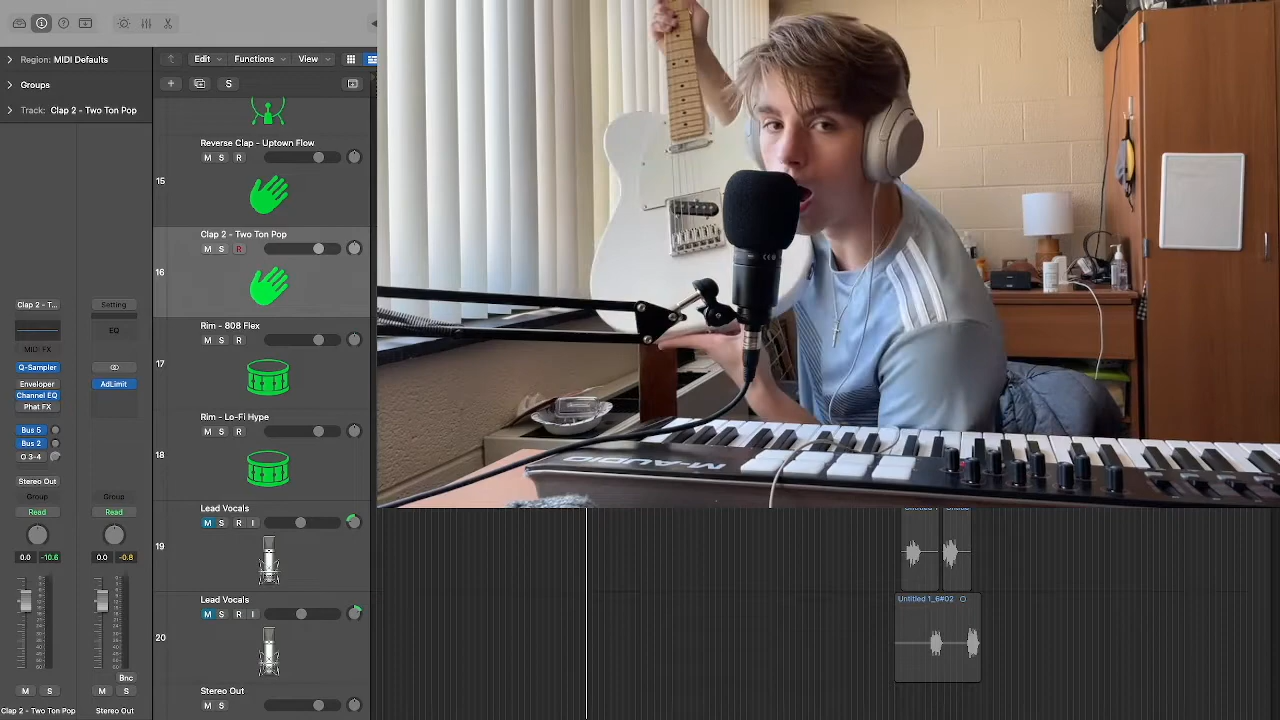 Region: MIDI Defaults
Groups
Track: Clap 2 - Two Ton Pop
Edit
Functions
View
S
Reverse Clap - Uptown Flow
M S R
15
Clap 2 - Two Ton Pop
M S R
16
Rim - 808 Flex
M S R
17
Rim - Lo-Fi Hype
M S R
18
Lead Vocals
M S R I
19
Lead Vocals
M S R I
20
Stereo Out
M S
Clap 2 - T...
Setting
EQ
MIDI FX
Q-Sampler
Enveloper
AdLimit
Channel EQ
Phat FX
Bus 5
Bus 2
O 3-4
Stereo Out
Group
Group
Read
Read
0.0
-10.6
0.0
-0.8
Bnc
M S
M S
Clap 2 - Two Ton Pop
Stereo Out
M-AUDIO
Untitled 1_6#02